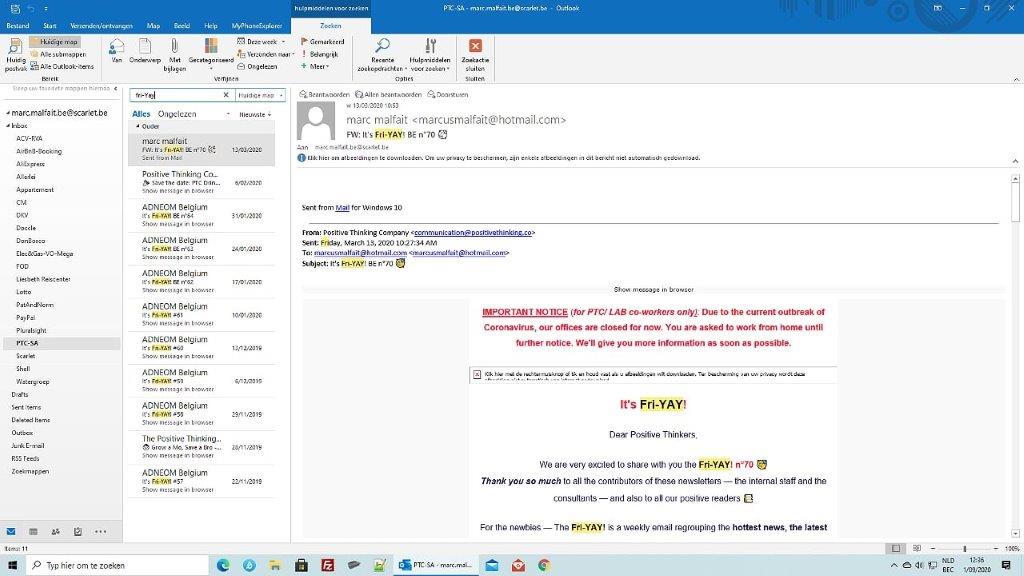 hulpmiddelen voor zoeken
PTC-SA - marc.malfait.be@scarlet.be - Outlook
Bestand Start Verzenden/ontvangen Map Beeld Help MyPhoneExplorer Zoeken
Huidig postvak
Huidige map
Alle submappen
Alle Outlook-items
Bereik
Van
Onderwerp
Met bijlagen
Gecategoriseerd
Deze week
Verzonden naar
Ongelezen
Gemarkeerd
Belangrijk
Meer
Verfijnen
Recente zoekopdrachten
Hulpmiddelen voor zoeken
Opties
Zoekactie sluiten
Sluiten
Sleep uw favoriete mappen hierheen
marc.malfait.be@scarlet.be
Inbox
ACV-RVA
AirBnB-Booking
AliExpress
Allerlei
Appartement
CM
DKV
Doccle
DonBosco
Elec&Gas-VO-Mega
FOD
Liesbeth Reiscenter
Lotto
PatAndNorm
PayPal
Pluralsight
PTC-SA
Scarlet
Shell
Watergroep
Drafts
Sent Items
Deleted Items
Outbox
Junk E-mail
RSS Feeds
Zoekmappen
Items: 11
fri-Yay
Huidige map
Alles Ongelezen
Nieuwste
Ouder
marc malfait
FW: It's Fri-YAY! BE n°70 13/03/2020
Sent from Mail
Positive Thinking Co...
Save the date: PTC Drin... 6/02/2020
Show message in browser
ADNEOM Belgium
It's Fri-YAY! BE n°64 31/01/2020
Show message in browser
ADNEOM Belgium
It's Fri-YAY! BE n°63 24/01/2020
Show message in browser
ADNEOM Belgium
It's Fri-YAY! BE n°62 17/01/2020
Show message in browser
ADNEOM Belgium
It's Fri-YAY! #61 10/01/2020
Show message in browser
ADNEOM Belgium
It's Fri-YAY! #60 13/12/2019
Show message in browser
ADNEOM Belgium
It's Fri-YAY! #59 6/12/2019
Show message in browser
ADNEOM Belgium
It's Fri-YAY! #58 29/11/2019
Show message in browser
The Positive Thinking...
Grow a Mo, Save a Bro - 28/11/2019
Show message in browser
ADNEOM Belgium
It's Fri-YAY! #57 22/11/2019
Show message in browser
Beantwoorden Allen beantwoorden Doorsturen
vr 13/03/2020 10:53
marc malfait <marcusmalfait@hotmail.com>
FW: It's Fri-YAY! BE n°70
Aan marc.malfait.be@scarlet.be
Klik hier om afbeeldingen te downloaden. Om uw privacy te beschermen, zijn enkele afbeeldingen in dit bericht niet automatisch gedownload.
Sent from Mail for Windows 10
From: Positive Thinking Company <communication@positivethinking.co>
Sent: Friday, March 13, 2020 10:27:34 AM
To: marcusmalfait@hotmail.com <marcusmalfait@hotmail.com>
Subject: It's Fri-YAY! BE n°70
Show message in browser
IMPORTANT NOTICE (for PTC/ LAB co-workers only): Due to the current outbreak of
Coronavirus, our offices are closed for now. You are asked to work from home until
further notice. We'll give you more information as soon as possible.
Klik hier met de rechtermuisknop of tik en houd vast als u afbeeldingen wilt downloaden. Ter bescherming van uw privacy wordt deze
It's Fri-YAY!
Dear Positive Thinkers,
We are very excited to share with you the Fri-YAY! n°70
Thank you so much to all the contributors of these newsletters — the internal staff and the
consultants — and also to all our positive readers
For the newbies — The Fri-YAY! is a weekly email regrouping the hottest news, the latest
100%
Typ hier om te zoeken
PTC-SA - marc.mal...
NLD
BEC
12:36
1/09/2020